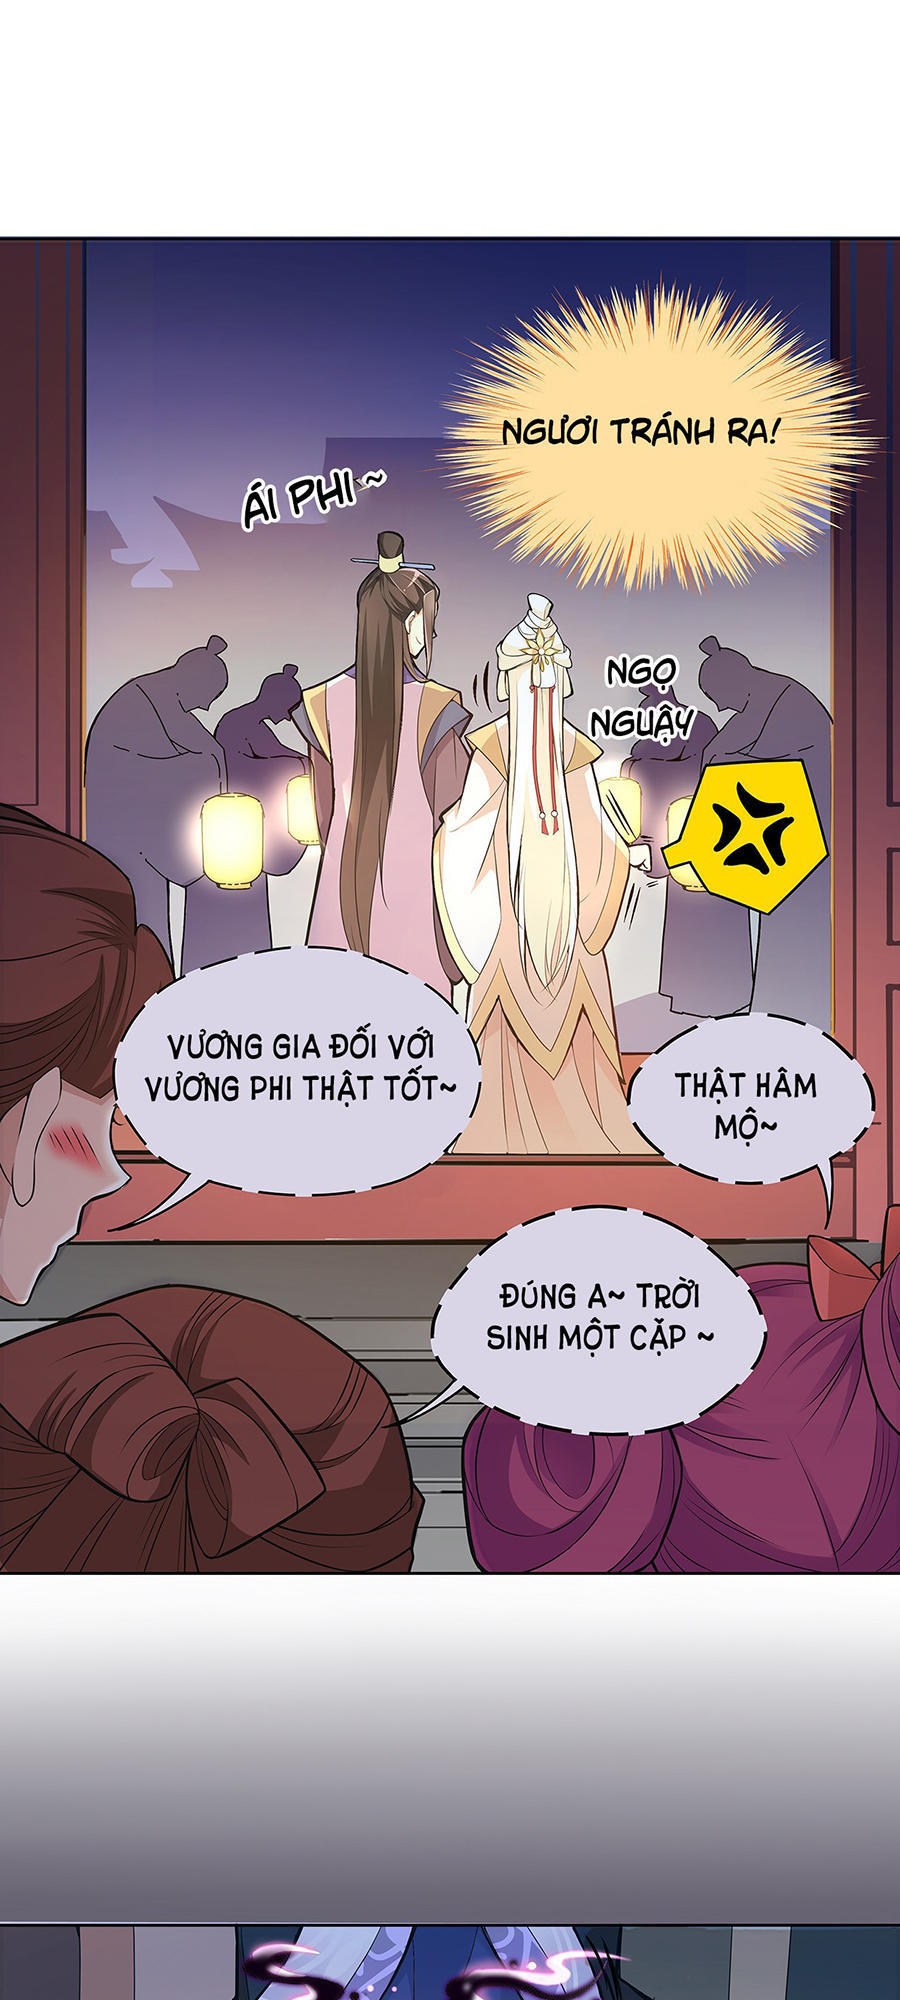 NGƯƠI TRÁNH RA!
ÁI PHI ~
NGỌ
NGUẬY
VƯƠNG GIA ĐỐI VỚI
VƯƠNG PHI THẬT TỐT~
THẬT HÂM
MỘ~
ĐÚNG A~ TRỜI
SINH MỘT CẶP ~